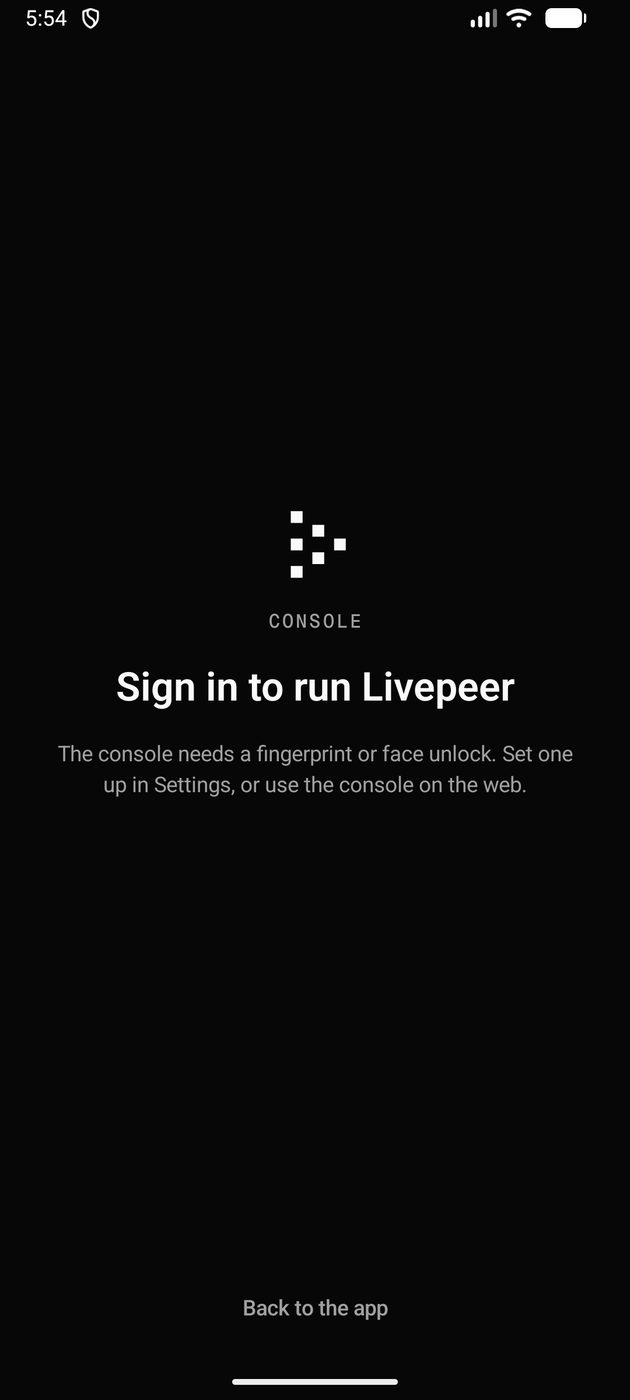 5:54
CONSOLE
Sign in to run Livepeer
The console needs a fingerprint or face unlock. Set one
up in Settings, or use the console on the web.
Back to the app